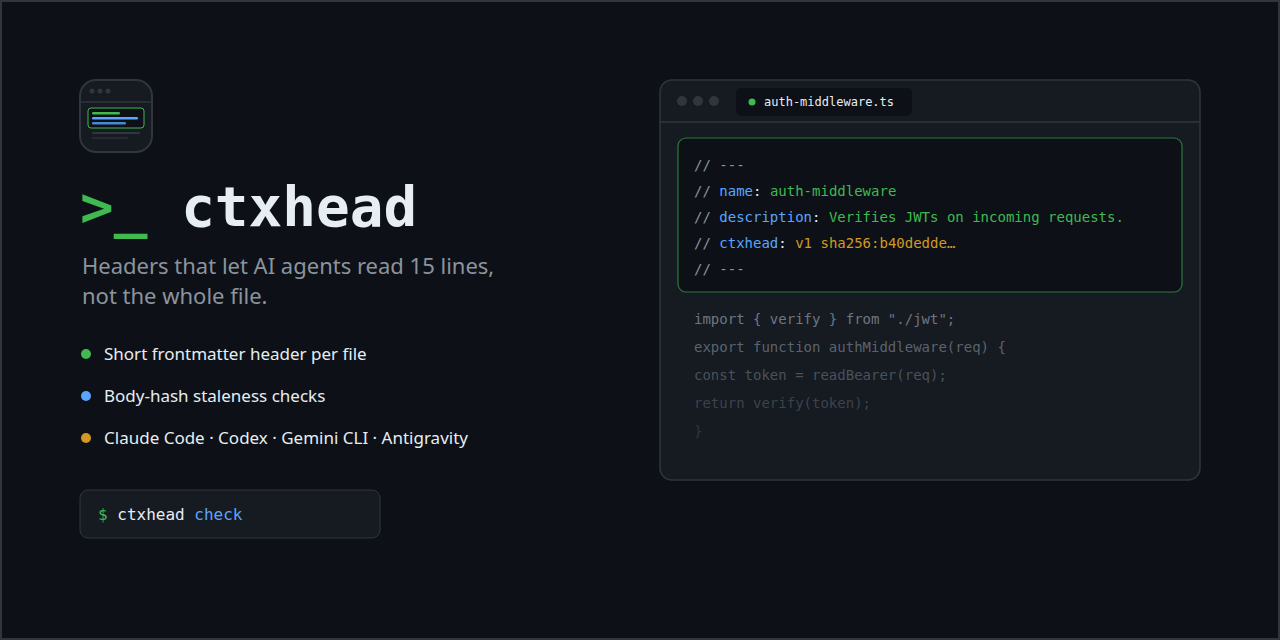 >_ ctxhead
Headers that let AI agents read 15 lines,
not the whole file.
Short frontmatter header per file
Body-hash staleness checks
Claude Code · Codex · Gemini CLI · Antigravity
$ ctxhead check
auth-middleware.ts
// ---
// name: auth-middleware
// description: Verifies JWTs on incoming requests.
// ctxhead: v1 sha256:b40dedde…
// ---
import { verify } from "./jwt";
export function authMiddleware(req) {
const token = readBearer(req);
return verify(token);
}